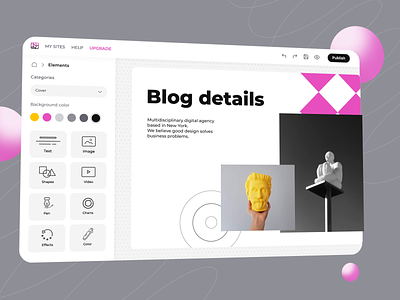 MY SITES
HELP
UPGRADE
Publish
Elements
Categories
Cover
Background color
Text
Image
Shapes
Video
Pen
Charts
Effects
Color
Blog details
Multidisciplinary digital agency
based in New York.
We believe good design solves
business problems.